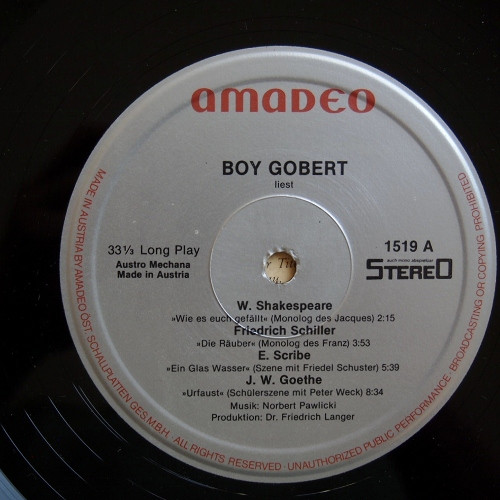 amadeo
BOY GOBERT
liest
33⅓ Long Play
Austro Mechana
Made in Austria
1519 A
auch mono abspielbar
STEREO
W. Shakespeare
»Wie es euch gefällt« (Monolog des Jacques) 2:15
Friedrich Schiller
»Die Räuber« (Monolog des Franz) 3:53
E. Scribe
»Ein Glas Wasser« (Szene mit Friedel Schuster) 5:39
J. W. Goethe
»Urfaust« (Schülerszene mit Peter Weck) 8:34
Musik: Norbert Pawlicki
Produktion: Dr. Friedrich Langer
MADE IN AUSTRIA BY AMADEO ÖST. SCHALLPLATTEN GES.M.B.H. · ALL RIGHTS RESERVED · UNAUTHORIZED PUBLIC PERFORMANCE · BROADCASTING OR COPYING PROHIBITED